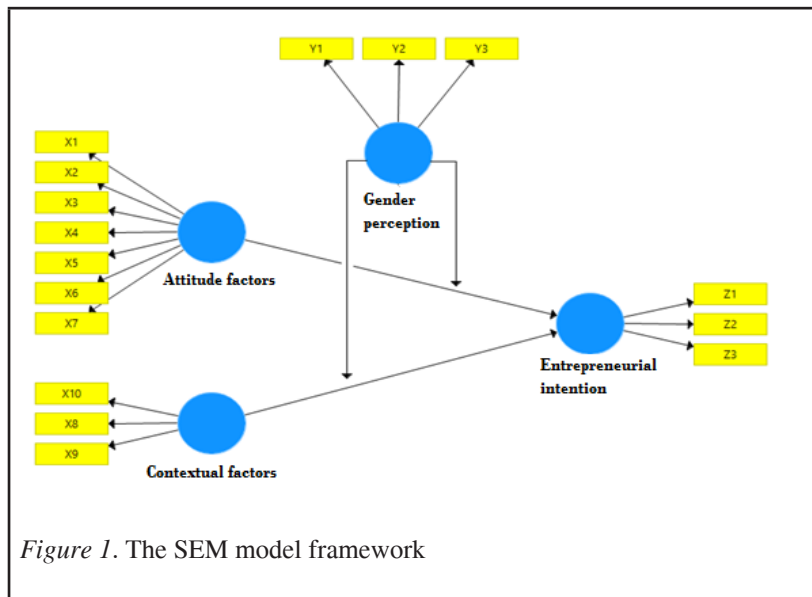 Y1
Y2
Y3
X1
X2
X3
X4
X5
X6
X7
Gender
perception
Attitude factors
Z1
Z2
Z3
Entrepreneurial
intention
X10
X8
X9
Contextual factors
Figure 1. The SEM model framework